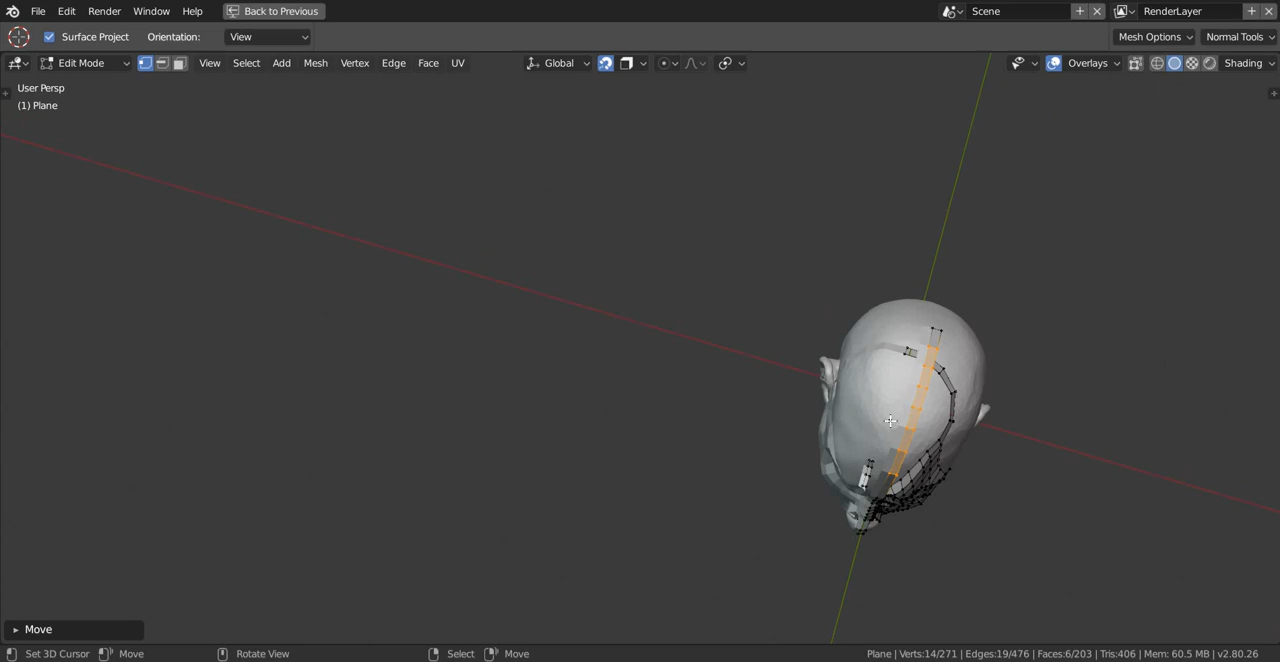 File Edit Render Window Help Back to Previous Scene RenderLayer
Surface Project Orientation: View Mesh Options Normal Tools
Edit Mode View Select Add Mesh Vertex Edge Face UV Global Overlays Shading
User Persp
(1) Plane
Move
Set 3D Cursor Move Rotate View Select Move Plane | Verts:14/271 | Edges:19/476 | Faces:6/203 | Tris:406 | Mem: 60.5 MB | v2.80.26